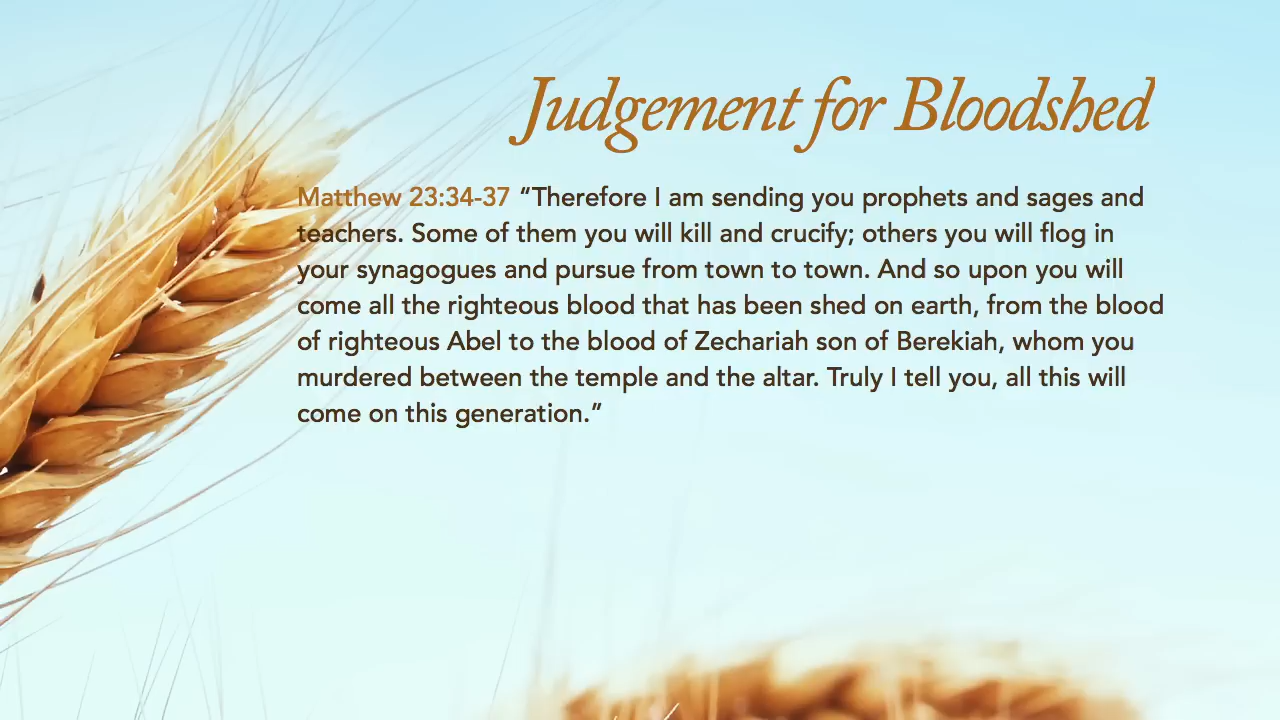 Judgement for Bloodshed
Matthew 23:34-37 “Therefore I am sending you prophets and sages and
teachers. Some of them you will kill and crucify; others you will flog in
your synagogues and pursue from town to town. And so upon you will
come all the righteous blood that has been shed on earth, from the blood
of righteous Abel to the blood of Zechariah son of Berekiah, whom you
murdered between the temple and the altar. Truly I tell you, all this will
come on this generation.”